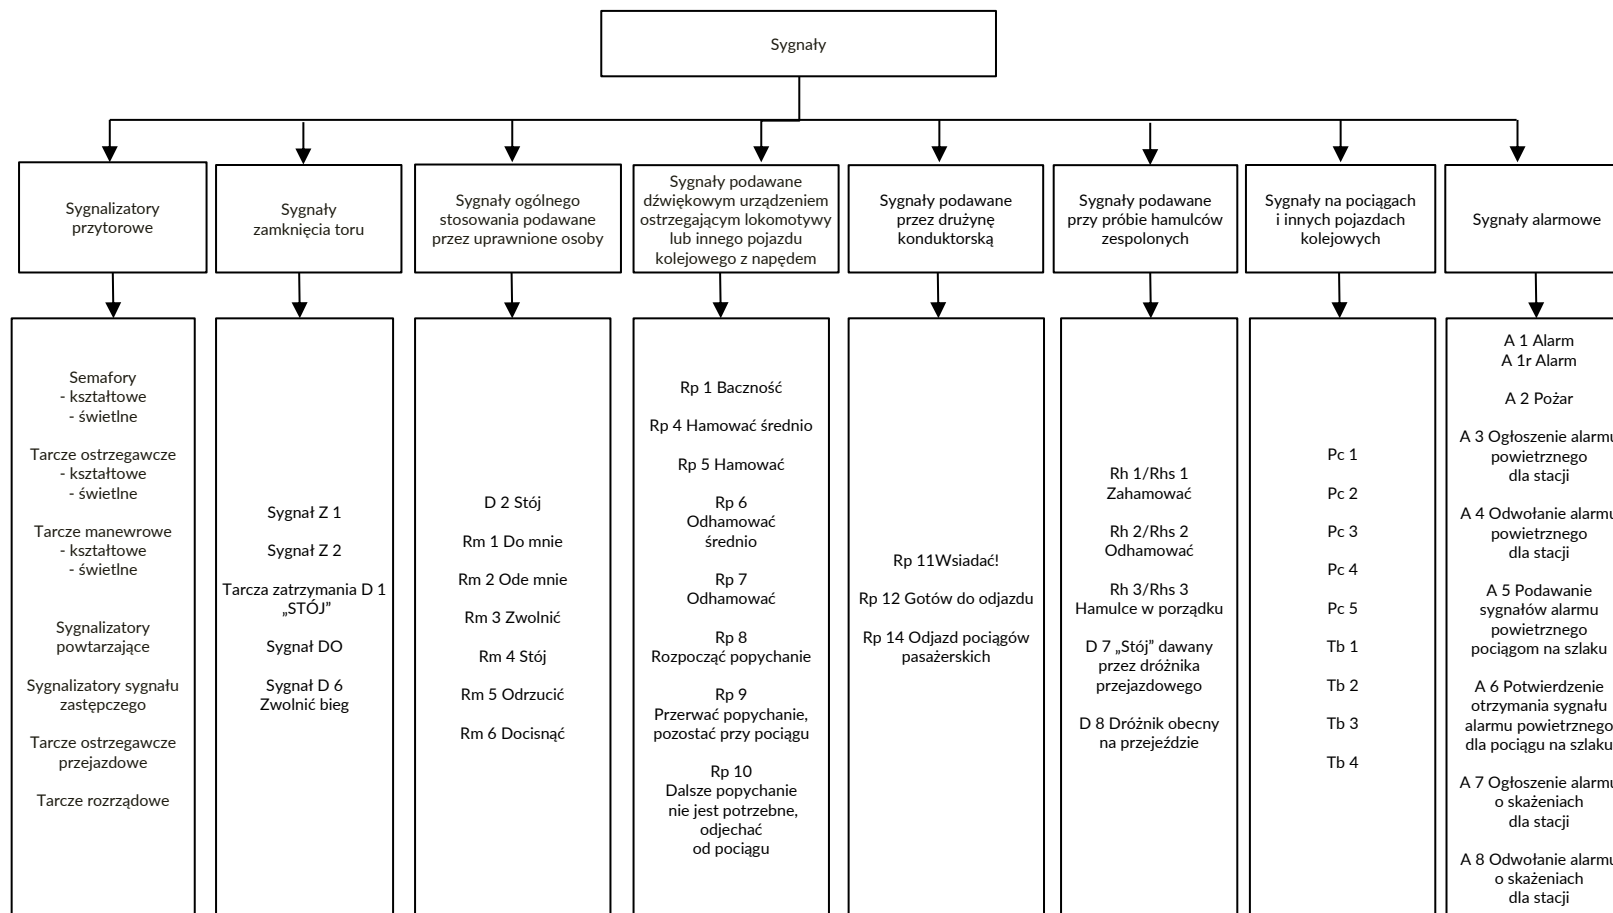 Sygnały
Sygnalizatory
przytorowe
Sygnały
zamknięcia toru
Sygnały ogólnego
stosowania podawane
przez uprawnione osoby
Sygnały podawane
dźwiękowym urządzeniem
ostrzegającym lokomotywy
lub innego pojazdu
kolejowego z napędem
Sygnały podawane
przez drużynę
konduktorską
Sygnały podawane
przy próbie hamulców
zespolonych
Sygnały na pociągach
i innych pojazdach
kolejowych
Sygnały alarmowe
Semafory
- kształtowe
- świetlne
Tarcze ostrzegawcze
- kształtowe
- świetlne
Tarcze manewrowe
- kształtowe
- świetlne
Sygnalizatory
powtarzające
Sygnalizatory sygnału
zastępczego
Tarcze ostrzegawcze
przejazdowe
Tarcze rozrządowe
Sygnał Z 1
Sygnał Z 2
Tarcza zatrzymania D 1
„STÓJ”
Sygnał DO
Sygnał D 6
Zwolnić bieg
D 2 Stój
Rm 1 Do mnie
Rm 2 Ode mnie
Rm 3 Zwolnić
Rm 4 Stój
Rm 5 Odrzucić
Rm 6 Docisnąć
Rp 1 Baczność
Rp 4 Hamować średnio
Rp 5 Hamować
Rp 6
Odhamować
średnio
Rp 7
Odhamować
Rp 8
Rozpocząć popychanie
Rp 9
Przerwać popychanie,
pozostać przy pociągu
Rp 10
Dalsze popychanie
nie jest potrzebne,
odjechać
od pociągu
Rp 11Wsiadać!
Rp 12 Gotów do odjazdu
Rp 14 Odjazd pociągów
pasażerskich
Rh 1/Rhs 1
Zahamować
Rh 2/Rhs 2
Odhamować
Rh 3/Rhs 3
Hamulce w porządku
D 7 „Stój” dawany
przez dróżnika
przejazdowego
D 8 Dróżnik obecny
na przejeździe
Pc 1
Pc 2
Pc 3
Pc 4
Pc 5
Tb 1
Tb 2
Tb 3
Tb 4
A 1 Alarm
A 1r Alarm
A 2 Pożar
A 3 Ogłoszenie alarmu
powietrznego
dla stacji
A 4 Odwołanie alarmu
powietrznego
dla stacji
A 5 Podawanie
sygnałów alarmu
powietrznego
pociągom na szlaku
A 6 Potwierdzenie
otrzymania sygnału
alarmu powietrznego
dla pociągu na szlaku
A 7 Ogłoszenie alarmu
o skażeniach
dla stacji
A 8 Odwołanie alarmu
o skażeniach
dla stacji